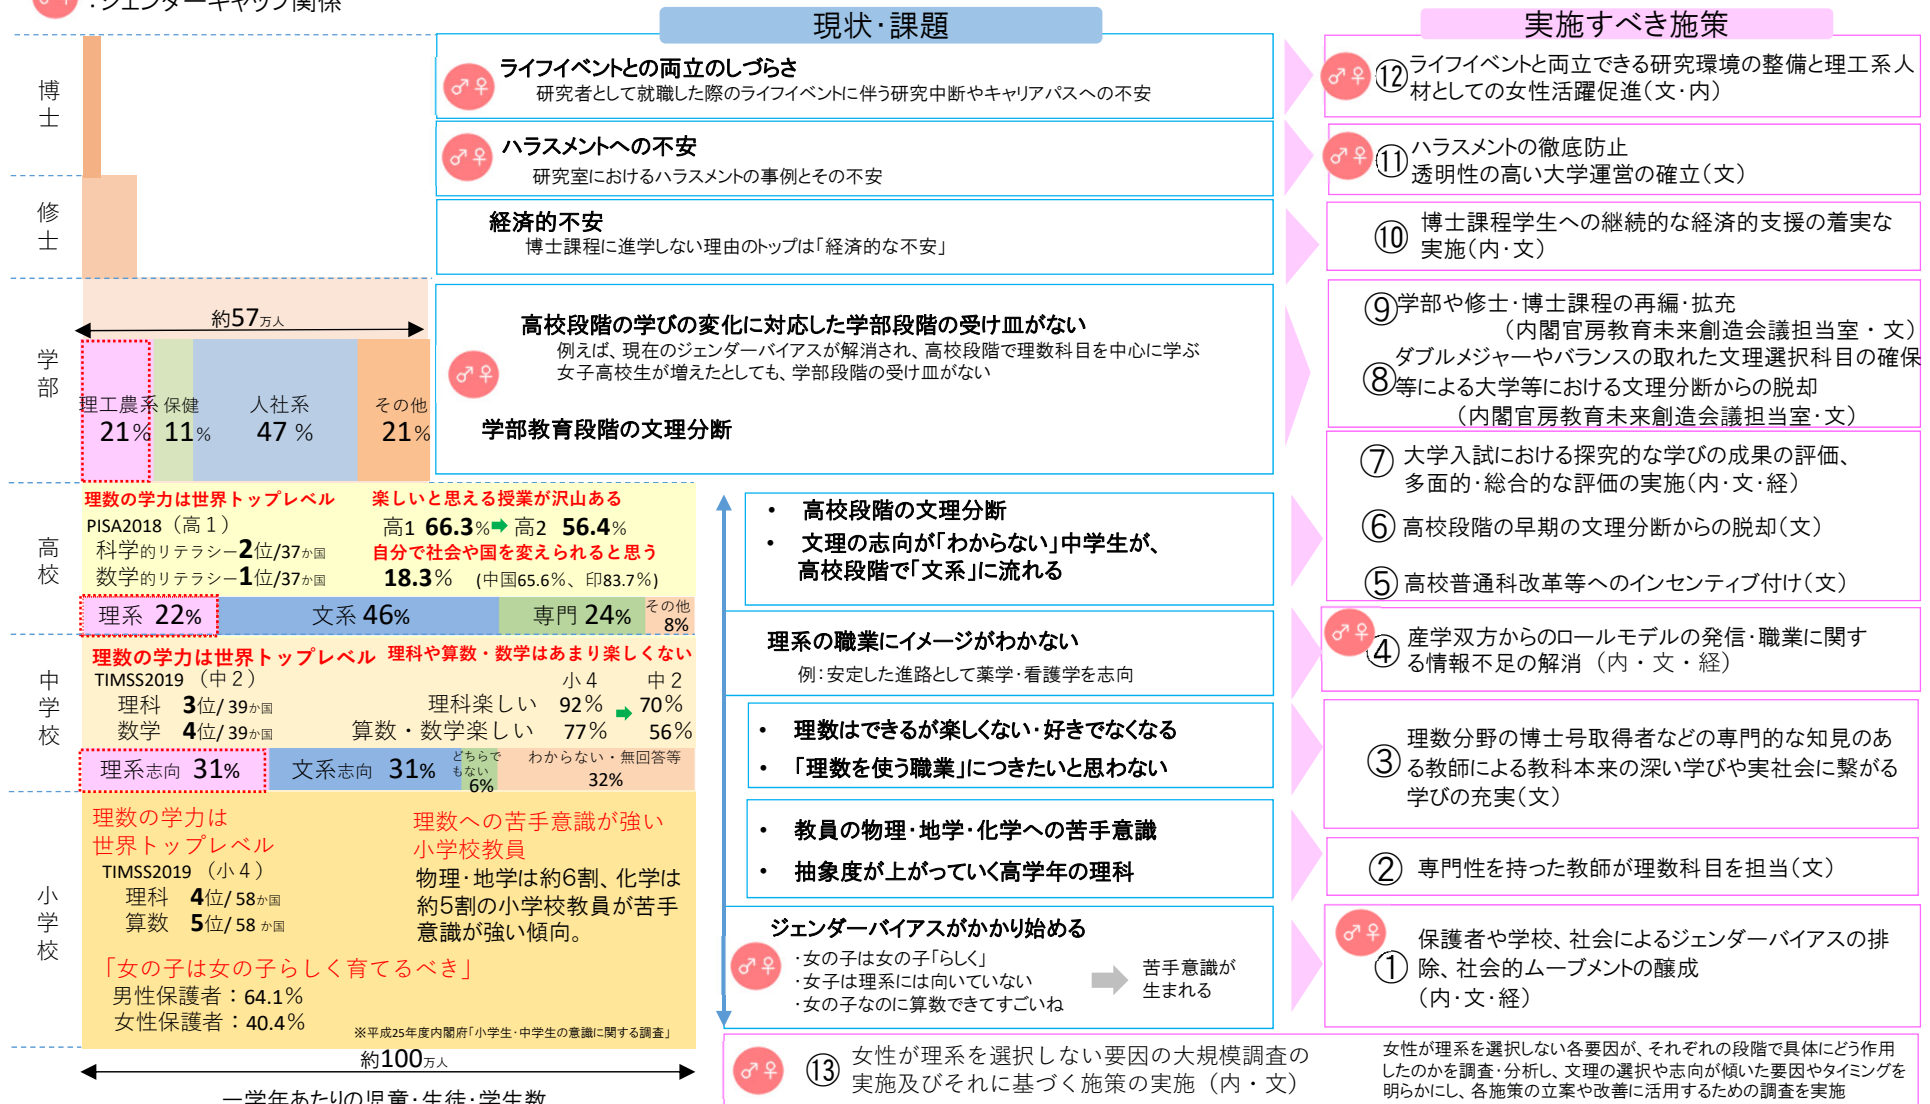 ：ジェンダーギャップ関係
現状・課題
実施すべき施策
博士
ライフイベントとの両立のしづらさ
研究者として就職した際のライフイベントに伴う研究中断やキャリアパスへの不安
♂♀
⑫ライフイベントと両立できる研究環境の整備と理工系人
材としての女性活躍促進（文・内）
♂♀
ハラスメントへの不安
研究室におけるハラスメントの事例とその不安
♂♀
⑪ハラスメントの徹底防止
透明性の高い大学運営の確立（文）
♂♀
修士
経済的不安
博士課程に進学しない理由のトップは「経済的な不安」
⑩博士課程学生への継続的な経済的支援の着実な
実施（内・文）
学部
約57万人
理工農系
21%
保健
11%
人社系
47 %
その他
21%
高校段階の学びの変化に対応した学部段階の受け皿がない
例えば、現在のジェンダーバイアスが解消され、高校段階で理数科目を中心に学ぶ
女子高校生が増えたとしても、学部段階の受け皿がない
♂♀
学部教育段階の文理分断
⑨学部や修士・博士課程の再編・拡充
（内閣官房教育未来創造会議担当室・文）
⑧ダブルメジャーやバランスの取れた文理選択科目の確保
等による大学等における文理分断からの脱却
（内閣官房教育未来創造会議担当室・文）
⑦大学入試における探究的な学びの成果の評価、
多面的・総合的な評価の実施（内・文・経）
⑥高校段階の早期の文理分断からの脱却（文）
⑤高校普通科改革等へのインセンティブ付け（文）
高校
理数の学力は世界トップレベル
PISA2018（高１）
科学的リテラシー2位/37か国
数学的リテラシー1位/37か国
楽しいと思える授業が沢山ある
高1 66.3%➡高2 56.4%
自分で社会や国を変えられると思う
18.3%（中国65.6%、印83.7%）
理系 22%
文系 46%
専門 24%
その他
8%
・高校段階の文理分断
・文理の志向が「わからない」中学生が、
高校段階で「文系」に流れる
理系の職業にイメージがわかない
例：安定した進路として薬学・看護学を志向
♂♀
④産学双方からのロールモデルの発信・職業に関す
る情報不足の解消（内・文・経）
中学校
理数の学力は世界トップレベル
TIMSS2019（中２）
理科 3位/39か国
数学 4位/39か国
理科や算数・数学はあまり楽しくない
小４ 中２
理科楽しい 92%➡70%
算数・数学楽しい 77% 56%
理系志向 31%
文系志向 31%
どちらで
もない
6%
わからない・無回答等
32%
・理数はできるが楽しくない・好きでなくなる
・「理数を使う職業」につきたいと思わない
③理数分野の博士号取得者などの専門的な知見のあ
る教師による教科本来の深い学びや実社会に繋がる
学びの充実（文）
小学校
理数の学力は
世界トップレベル
TIMSS2019（小４）
理科 4位/58か国
算数 5位/58か国
理数への苦手意識が強い
小学校教員
物理・地学は約6割、化学は
約5割の小学校教員が苦手
意識が強い傾向。
「女の子は女の子らしく育てるべき」
男性保護者：64.1%
女性保護者：40.4%
※平成25年度内閣府「小学生・中学生の意識に関する調査」
・教員の物理・地学・化学への苦手意識
・抽象度が上がっていく高学年の理科
②専門性を持った教師が理数科目を担当（文）
ジェンダーバイアスがかかり始める
・女の子は女の子「らしく」
・女子は理系には向いていない
・女の子なのに算数できてすごいね
苦手意識が
生まれる
♂♀
①保護者や学校、社会によるジェンダーバイアスの排
除、社会的ムーブメントの醸成
（内・文・経）
♂♀
約100万人
一学年あたりの児童・生徒・学生数
♂♀
⑬女性が理系を選択しない要因の大規模調査の
実施及びそれに基づく施策の実施（内・文）
女性が理系を選択しない各要因が、それぞれの段階で具体にどう作用
したのかを調査・分析し、文理の選択や志向が傾いた要因やタイミングを
明らかにし、各施策の立案や改善に活用するための調査を実施